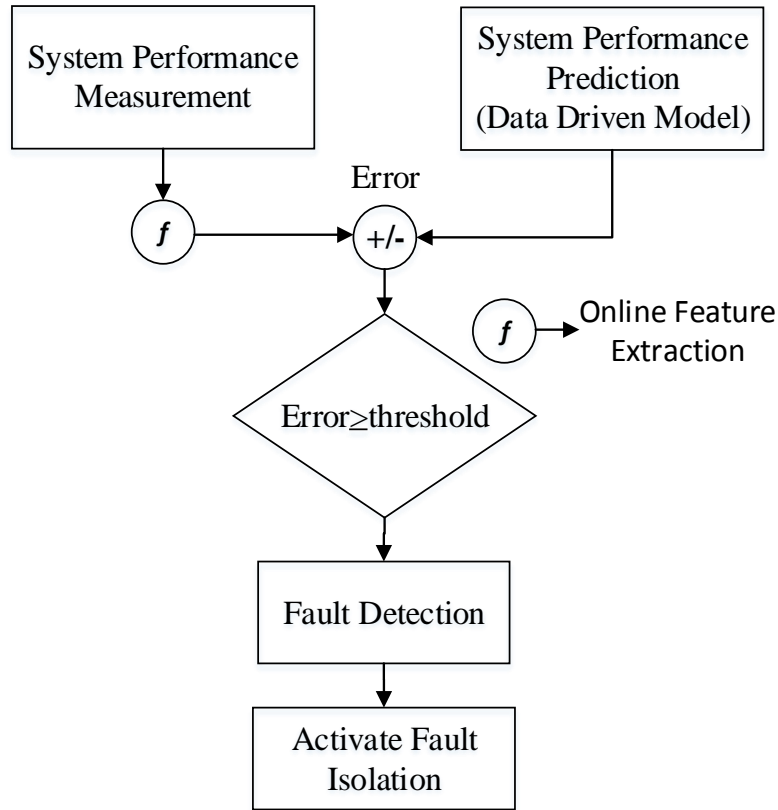 System Performance
Measurement
System Performance
Prediction
(Data Driven Model)
Error
f
+/-
f
Online Feature
Extraction
Error≥threshold
Fault Detection
Activate Fault
Isolation